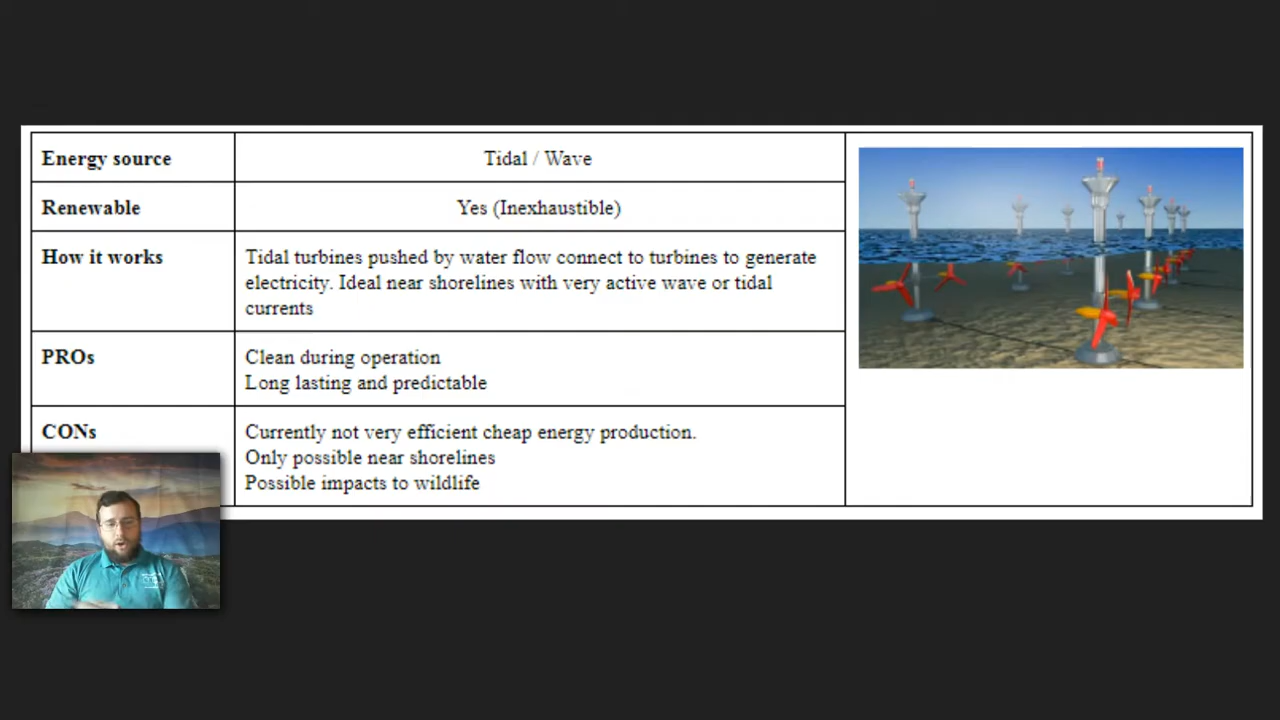 Energy source
Tidal / Wave
Renewable
Yes (Inexhaustible)
How it works
Tidal turbines pushed by water flow connect to turbines to generate
electricity. Ideal near shorelines with very active wave or tidal
currents
PROs
Clean during operation
Long lasting and predictable
CONs
Currently not very efficient cheap energy production.
Only possible near shorelines
Possible impacts to wildlife